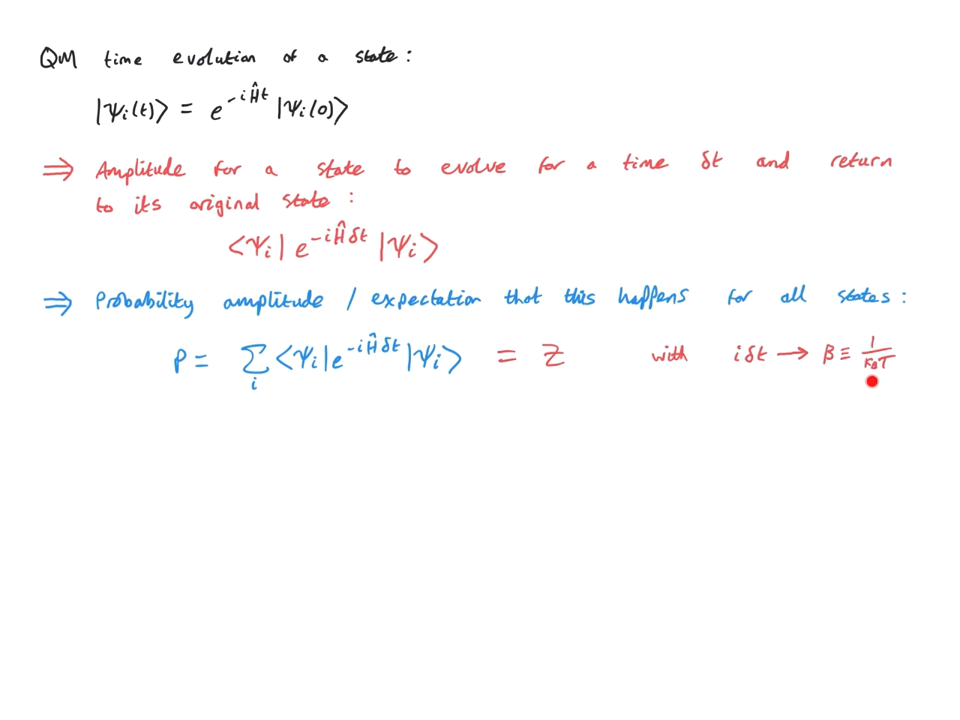 QM time evolution of a state:
|Ψi(t)⟩ = e^{-iĤt} |Ψi(0)⟩
⇒ Amplitude for a state to evolve for a time δt and return
to its original state:
⟨Ψi| e^{-iĤδt} |Ψi⟩
⇒ Probability amplitude / expectation that this happens for all states:
P = ∑_i ⟨Ψi| e^{-iĤδt} |Ψi⟩ = Z with iδt → β ≡ 1/(k_BT)